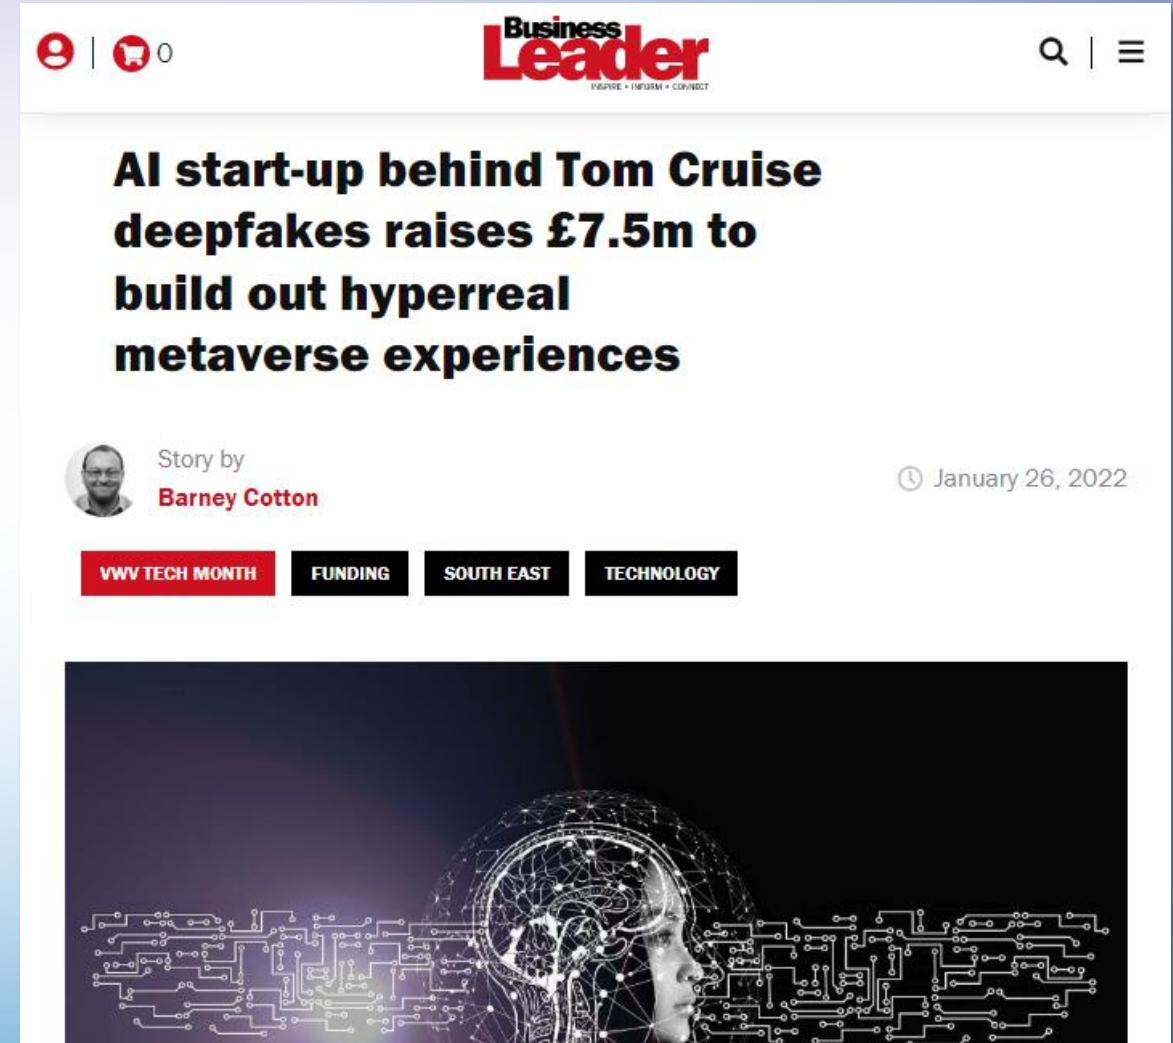 0
Business
Leader
INSPIRE • INFORM • CONNECT
AI start-up behind Tom Cruise
deepfakes raises £7.5m to
build out hyperreal
metaverse experiences
Story by
Barney Cotton
January 26, 2022
VWV TECH MONTH
FUNDING
SOUTH EAST
TECHNOLOGY